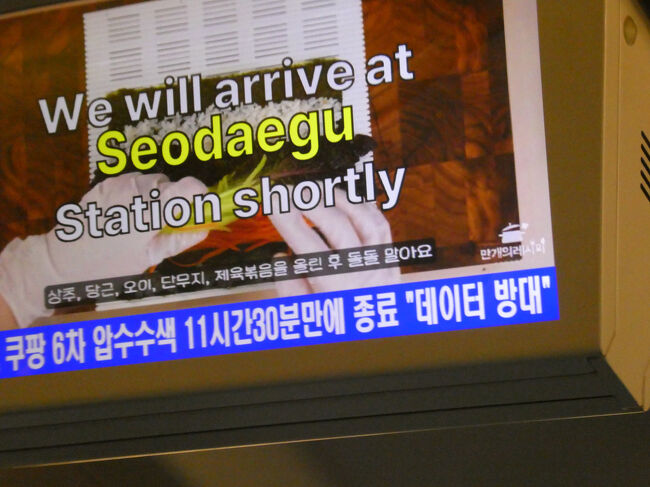 We will arrive at
Seodaegu
Station shortly
상추, 당근, 오이, 단무지, 제육볶음을 올린 후 돌돌 말아요
만개의레시피
쿠팡 6차 압수수색 11시간30분만에 종료 "데이터 방대"